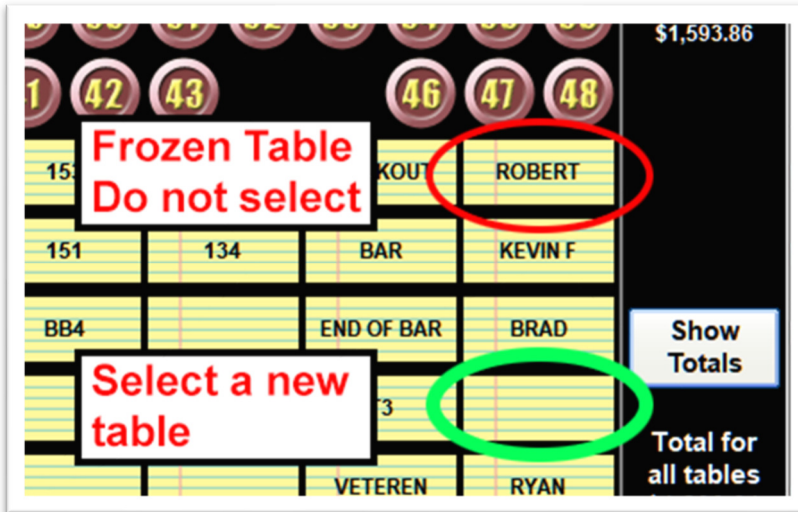 $1,593.86
42 43 46 47 48
Frozen Table
Do not select
ROBERT
151 134 BAR KEVIN F
BB4 END OF BAR BRAD
Show
Totals
Select a new
table
Total for
all tables
VETEREN RYAN